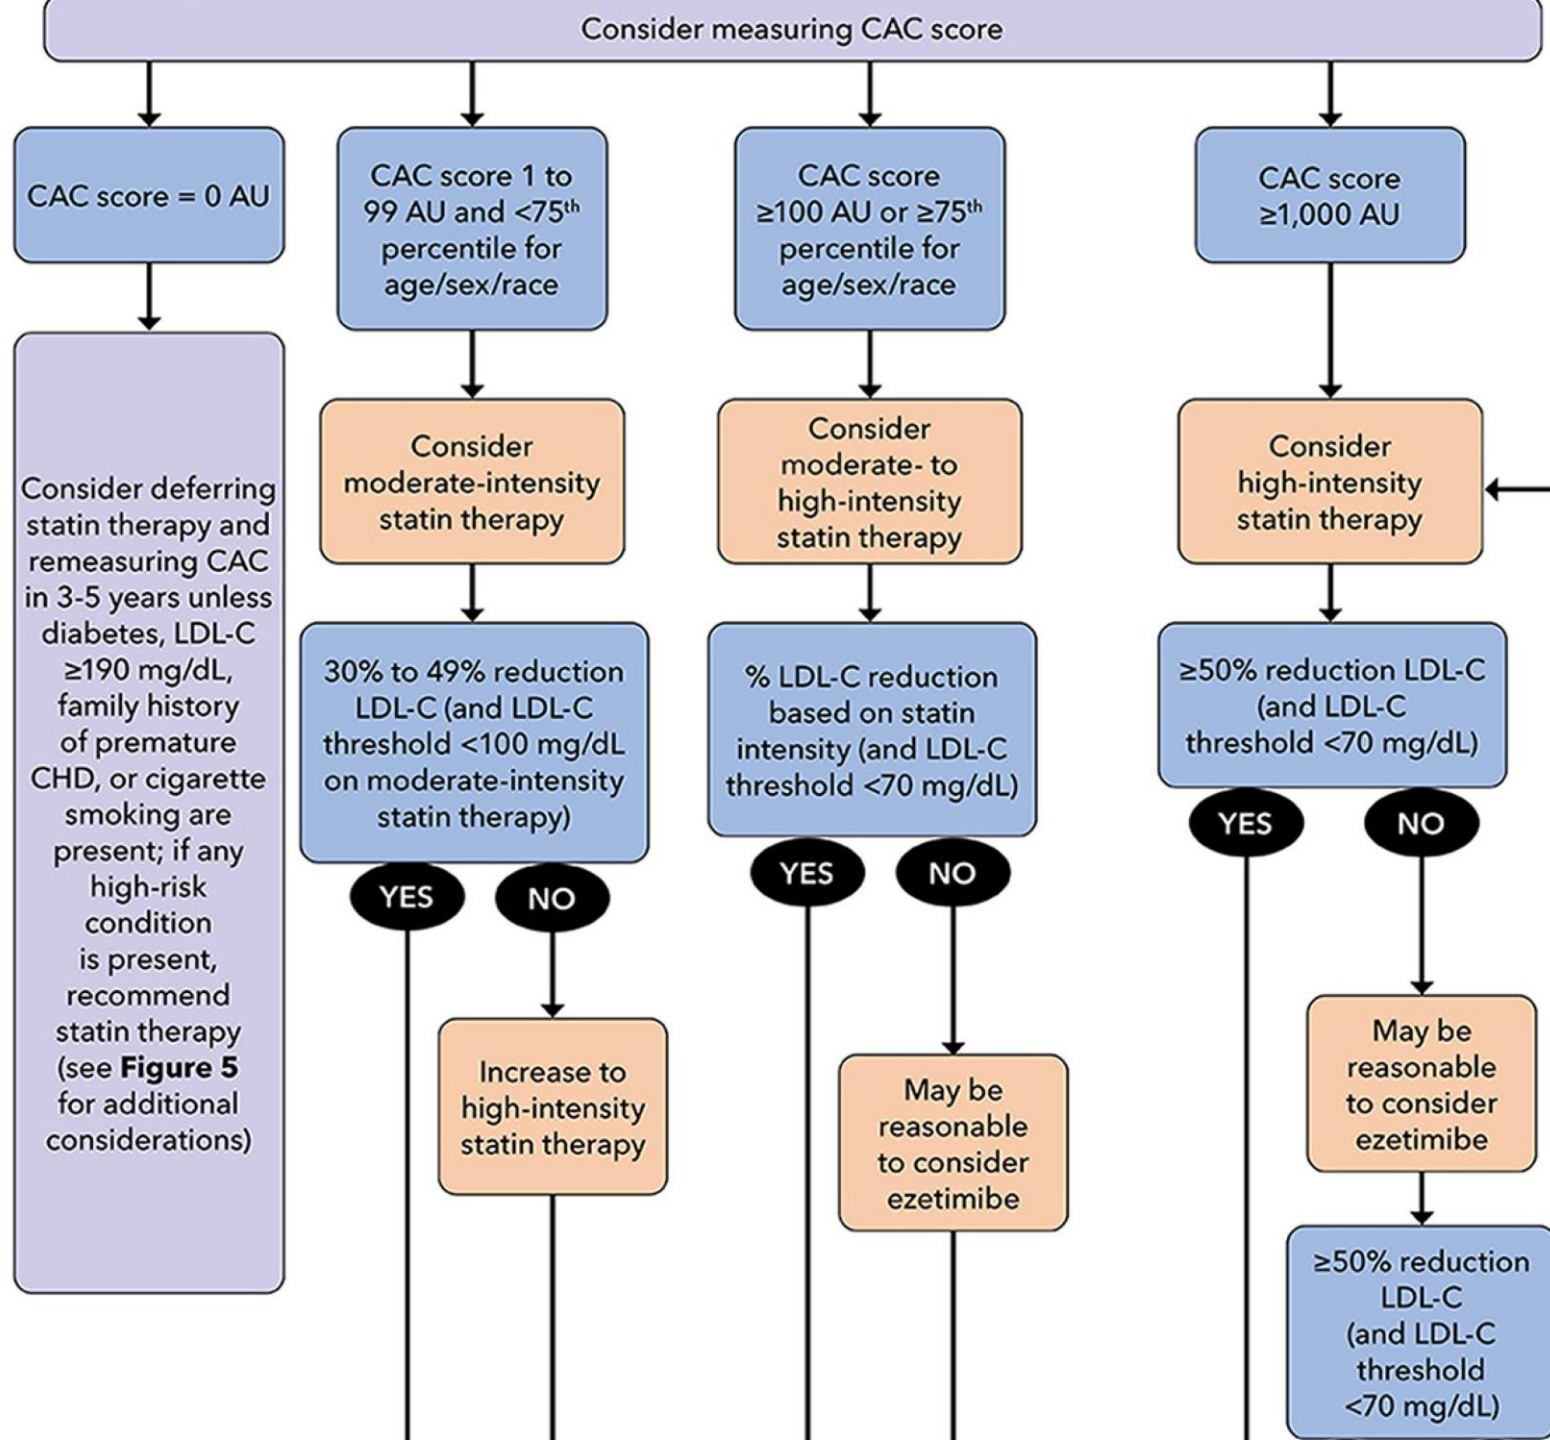 Consider measuring CAC score
CAC score = 0 AU
Consider deferring
statin therapy and
remeasuring CAC
in 3-5 years unless
diabetes, LDL-C
≥190 mg/dL,
family history
of premature
CHD, or cigarette
smoking are
present; if any
high-risk
condition
is present,
recommend
statin therapy
(see Figure 5
for additional
considerations)
CAC score 1 to
99 AU and <75th
percentile for
age/sex/race
Consider
moderate-intensity
statin therapy
30% to 49% reduction
LDL-C (and LDL-C
threshold <100 mg/dL
on moderate-intensity
statin therapy)
YES
NO
Increase to
high-intensity
statin therapy
CAC score
≥100 AU or ≥75th
percentile for
age/sex/race
Consider
moderate- to
high-intensity
statin therapy
% LDL-C reduction
based on statin
intensity (and LDL-C
threshold <70 mg/dL)
YES
NO
May be
reasonable
to consider
ezetimibe
CAC score
≥1,000 AU
Consider
high-intensity
statin therapy
≥50% reduction LDL-C
(and LDL-C
threshold <70 mg/dL)
YES
NO
May be
reasonable
to consider
ezetimibe
≥50% reduction
LDL-C
(and LDL-C
threshold
<70 mg/dL)